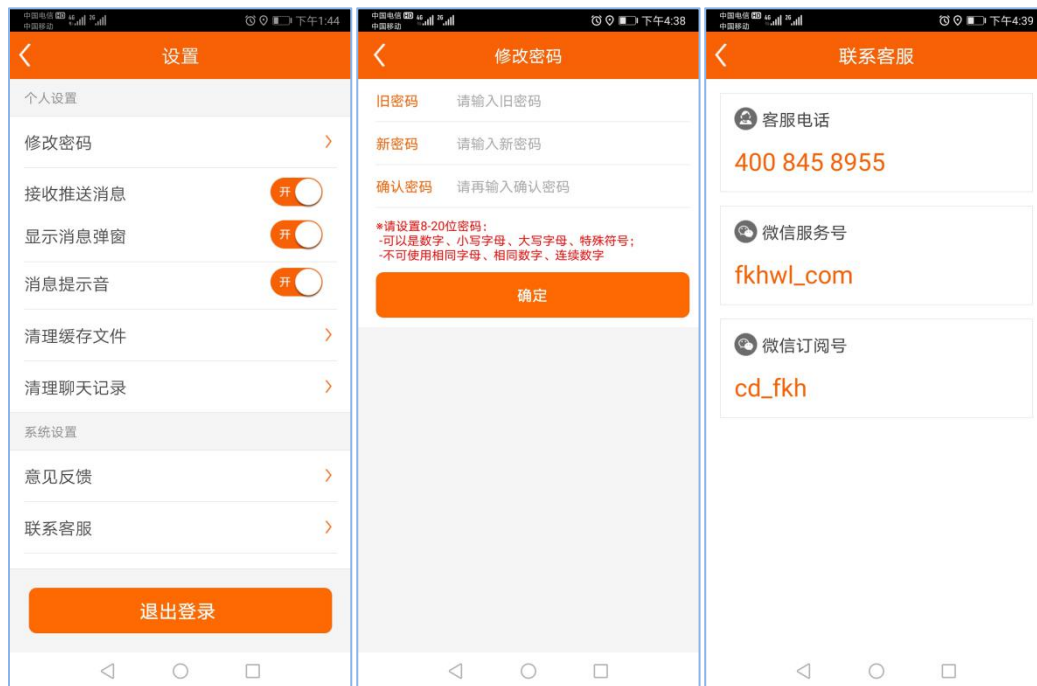 中国电信 HD 4G 2G
中国移动
下午1:44
设置
个人设置
修改密码
接收推送消息
开
显示消息弹窗
开
消息提示音
开
清理缓存文件
清理聊天记录
系统设置
意见反馈
联系客服
退出登录
中国电信 HD 4G 2G
中国移动
下午4:38
修改密码
旧密码 请输入旧密码
新密码 请输入新密码
确认密码 请再输入确认密码
*请设置8-20位密码：
-可以是数字、小写字母、大写字母、特殊符号；
-不可使用相同字母、相同数字、连续数字
确定
中国电信 HD 4G 2G
中国移动
下午4:39
联系客服
客服电话
400 845 8955
微信服务号
fkhwl_com
微信订阅号
cd_fkh